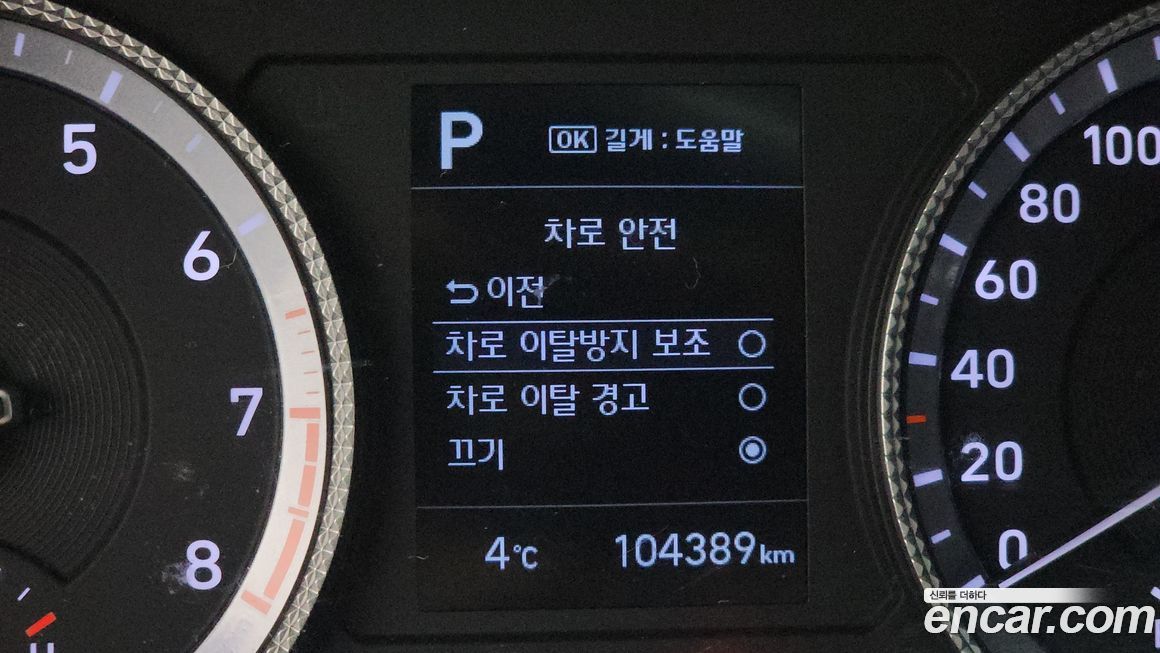 P
OK 길게 : 도움말
차로 안전
이전
차로 이탈방지 보조
차로 이탈 경고
끄기
4℃ 104389 km
5
6
7
8
H
100
80
60
40
20
0
신뢰를 더하다
encar.com